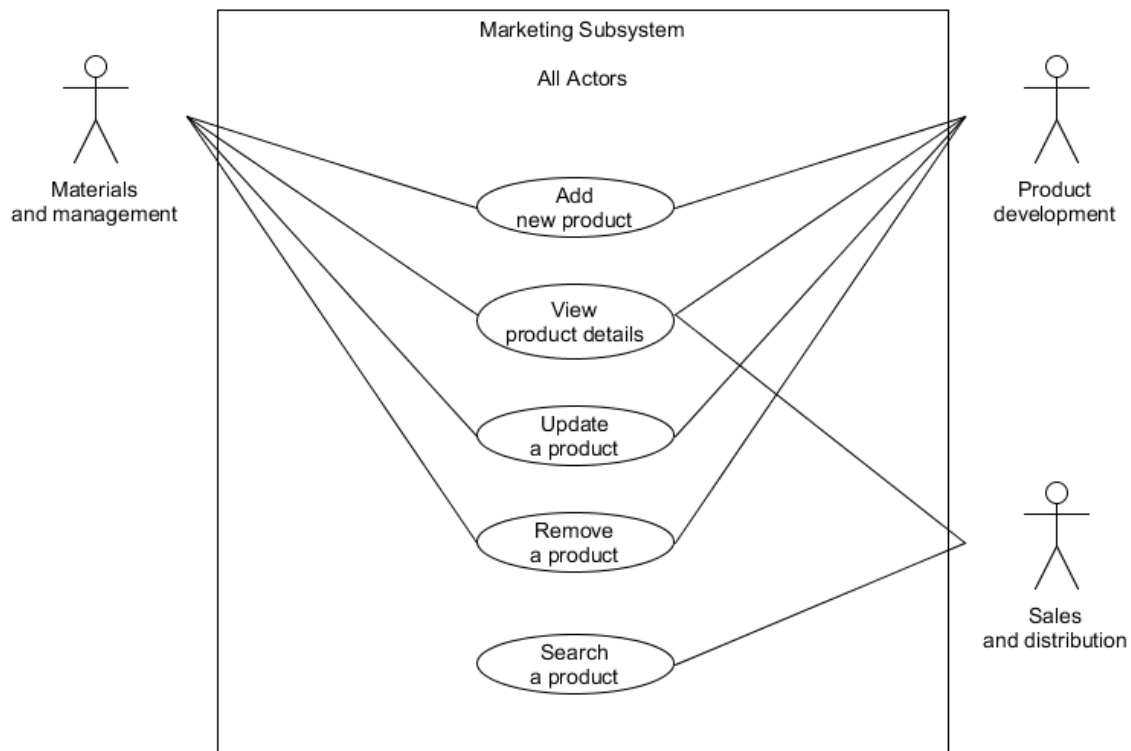 Marketing Subsystem
All Actors
Materials
and management
Product
development
Add
new product
View
product details
Update
a product
Remove
a product
Search
a product
Sales
and distribution